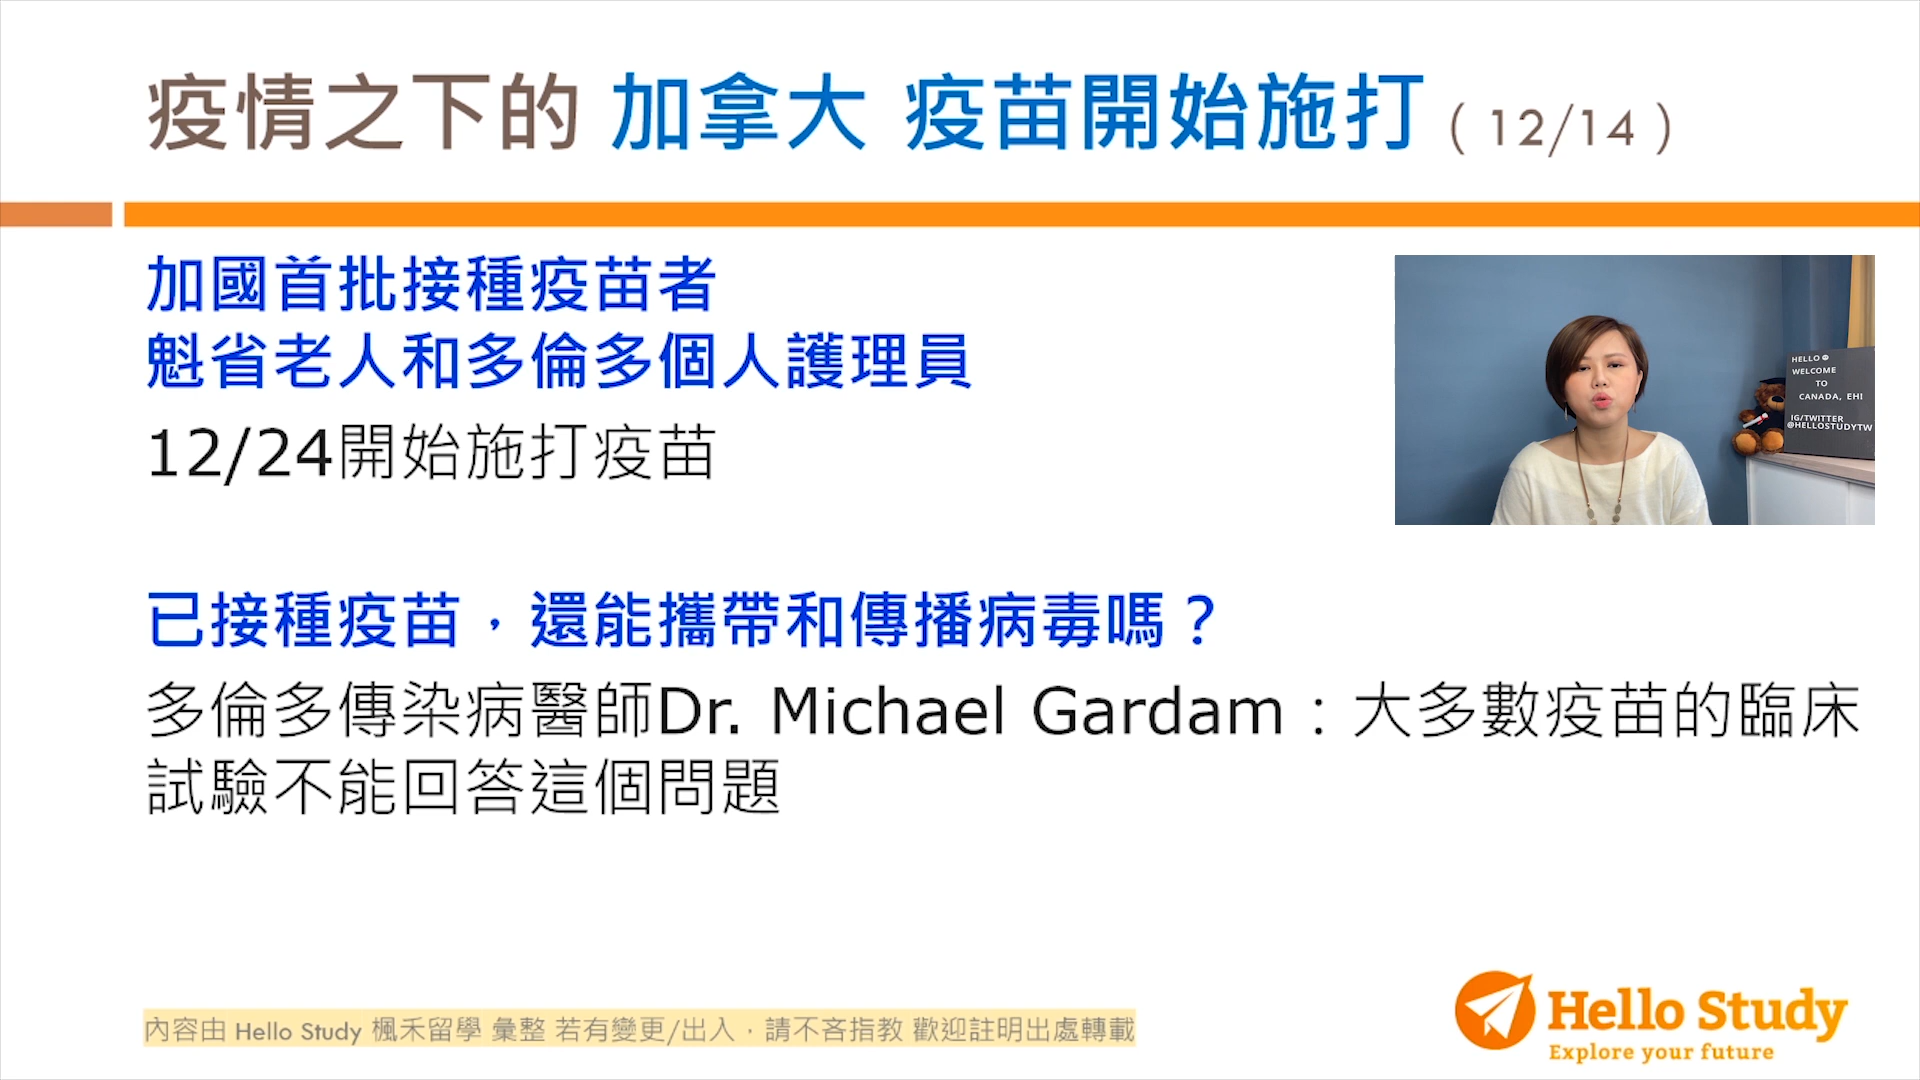 疫情之下的 加拿大 疫苗開始施打 ( 12/14 )
加國首批接種疫苗者
魁省老人和多倫多個人護理員
12/24開始施打疫苗
HELLO
WELCOME
TO
CANADA, EH!
IG/TWITTER
@HELLOSTUDYTW
已接種疫苗，還能攜帶和傳播病毒嗎？
多倫多傳染病醫師Dr. Michael Gardam：大多數疫苗的臨床
試驗不能回答這個問題
內容由 Hello Study 楓禾留學 彙整 若有變更/出入，請不吝指教 歡迎註明出處轉載
Hello Study
Explore your future